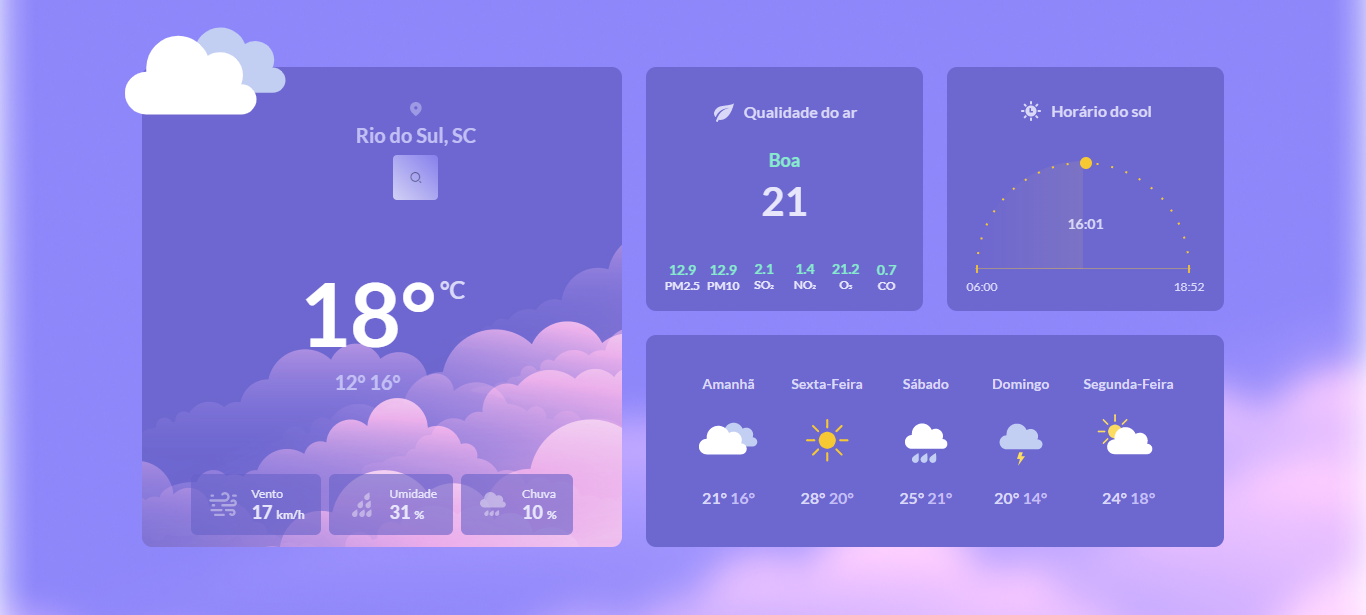 Rio do Sul, SC
18° °C
12° 16°
Vento
17 km/h
Umidade
31 %
Chuva
10 %
Qualidade do ar
Boa
21
12.9 12.9 2.1 1.4 21.2 0.7
PM2.5 PM10 SO₂ NO₂ O₃ CO
Horário do sol
16:01
06:00 18:52
Amanhã Sexta-Feira Sábado Domingo Segunda-Feira
21° 16° 28° 20° 25° 21° 20° 14° 24° 18°